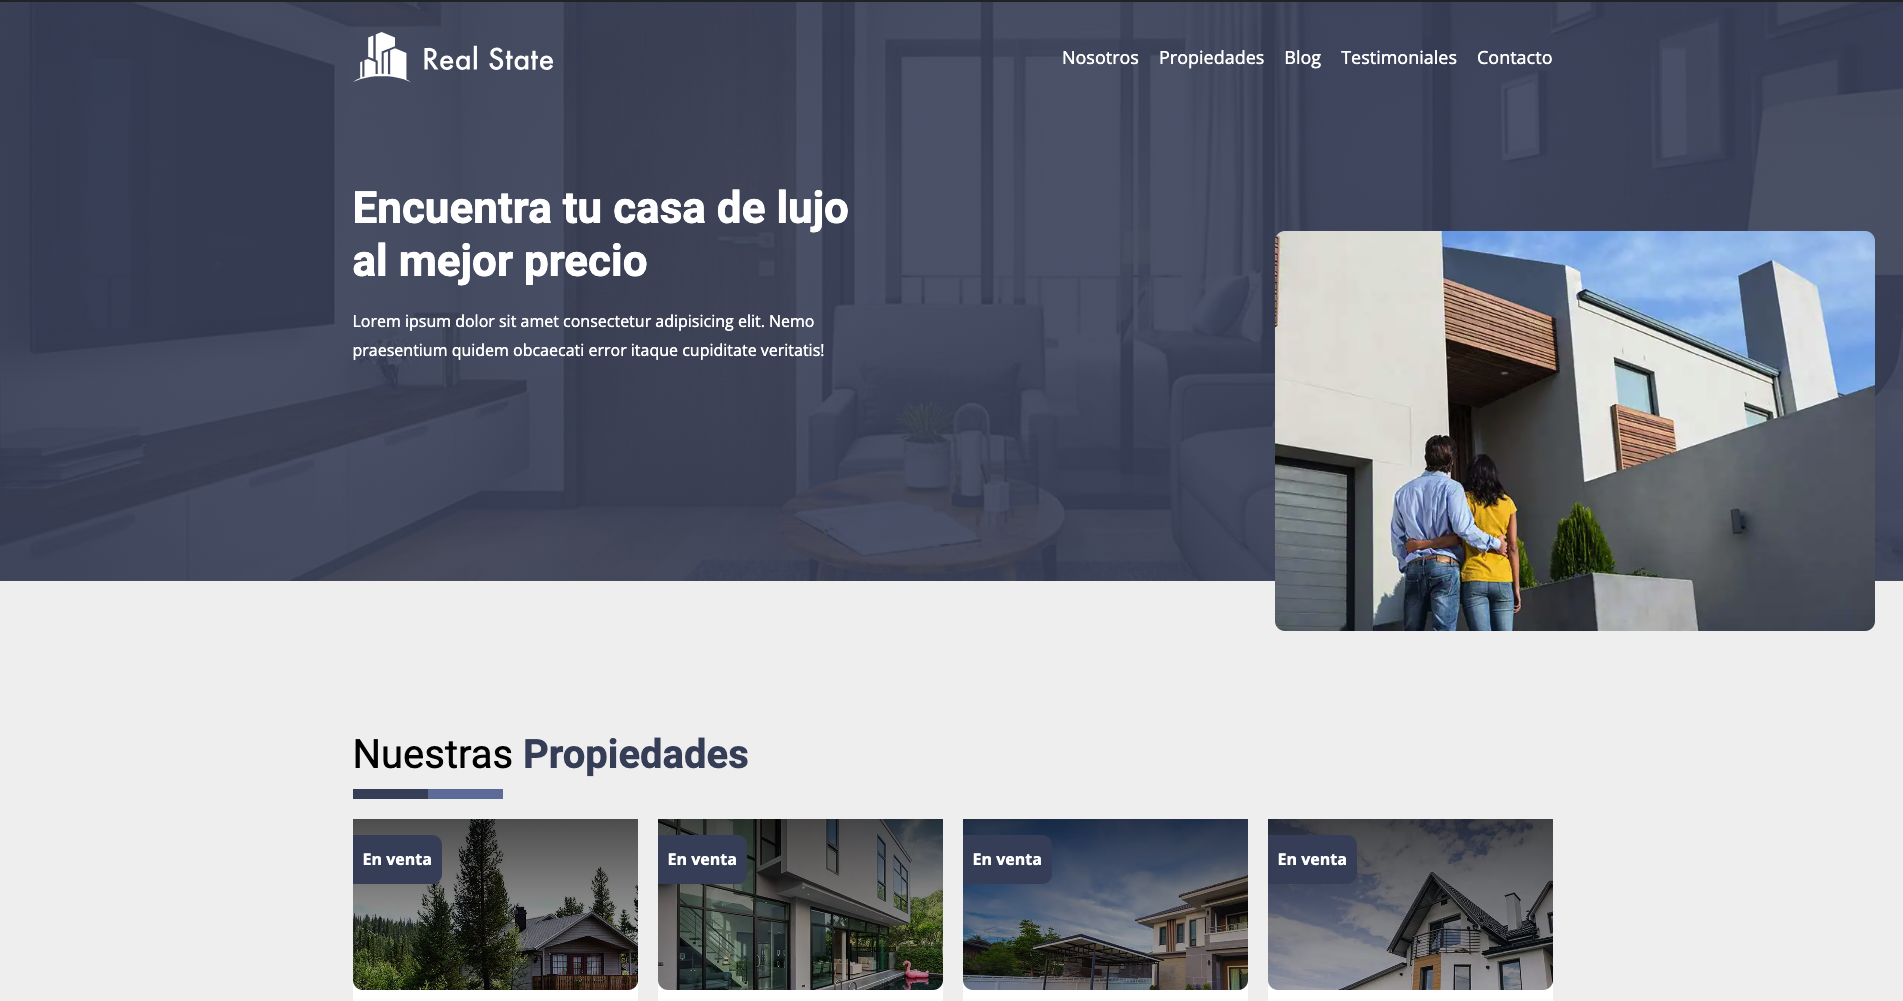 Real State
Nosotros Propiedades Blog Testimoniales Contacto
Encuentra tu casa de lujo
al mejor precio
Lorem ipsum dolor sit amet consectetur adipisicing elit. Nemo
praesentium quidem obcaecati error itaque cupiditate veritatis!
Nuestras Propiedades
En venta
En venta
En venta
En venta